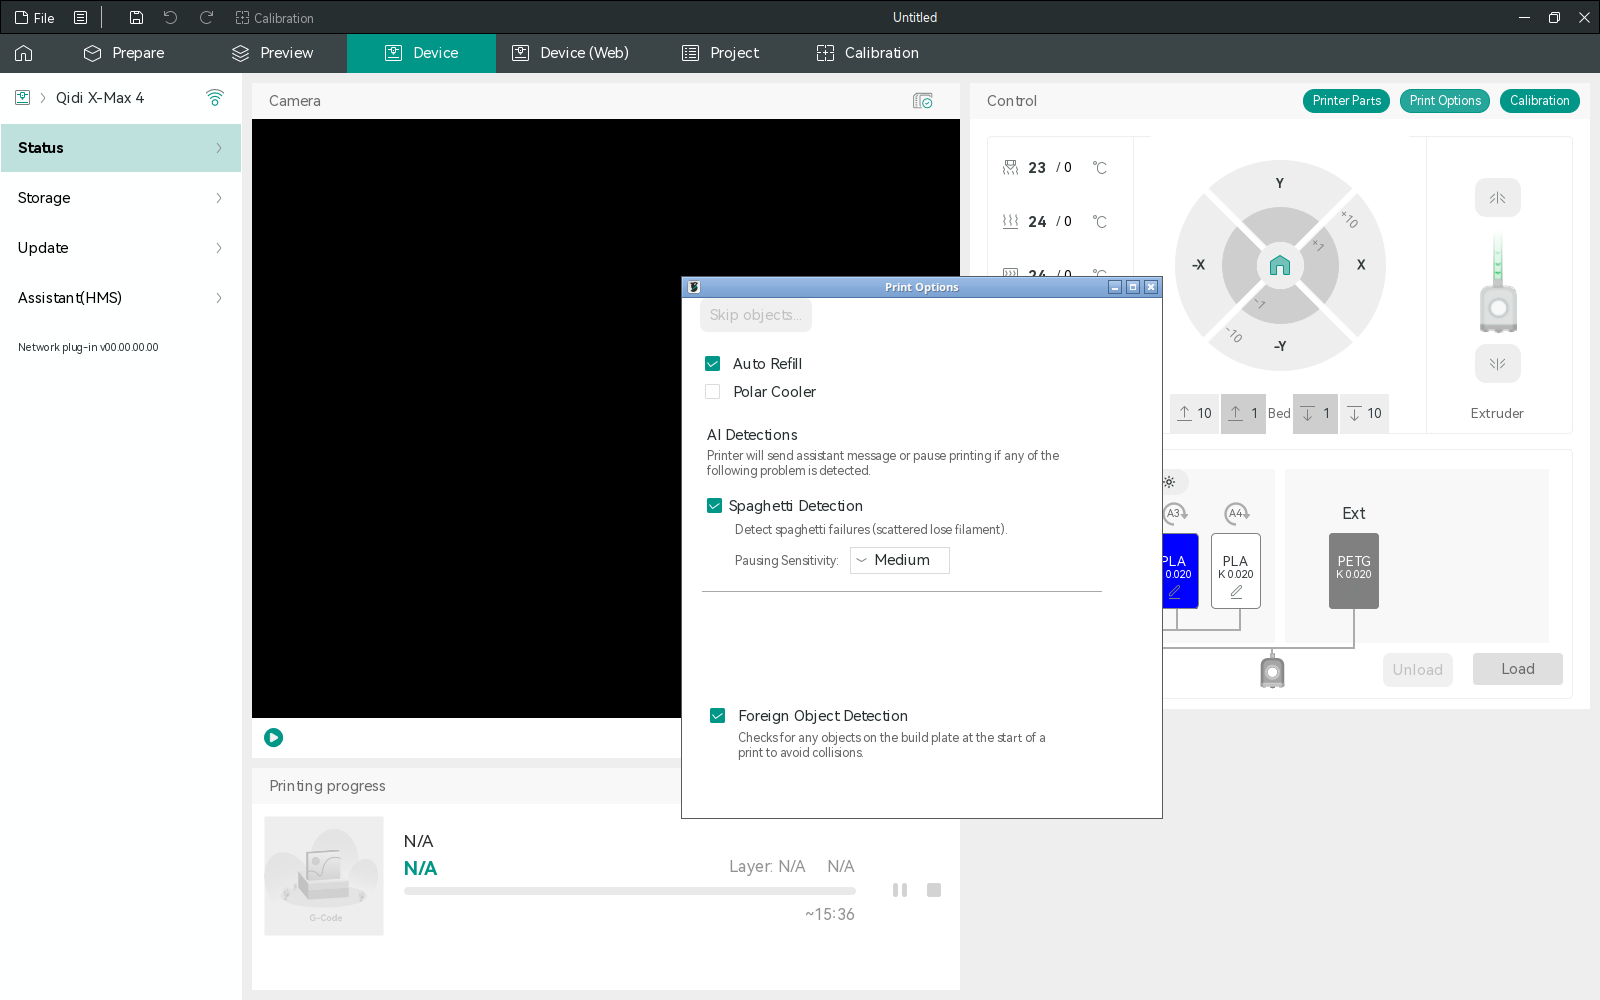 File
Calibration
Untitled
Prepare
Preview
Device
Device (Web)
Project
Calibration
Qidi X-Max 4
Status
Storage
Update
Assistant(HMS)
Network plug-in v00.00.00.00
Camera
Control
Printer Parts
Print Options
Calibration
23 / 0 °C
24 / 0 °C
24 / 0 °C
Y
+10
+1
-X
X
-1
-10
-Y
10
1
Bed
1
10
Extruder
Print Options
Skip objects...
Auto Refill
Polar Cooler
AI Detections
Printer will send assistant message or pause printing if any of the
following problem is detected.
Spaghetti Detection
Detect spaghetti failures (scattered lose filament).
Pausing Sensitivity:
Medium
Foreign Object Detection
Checks for any objects on the build plate at the start of a
print to avoid collisions.
A3
A4
Ext
PLA
0.020
PLA
K 0.020
PETG
K 0.020
Unload
Load
Printing progress
G-Code
N/A
N/A
Layer: N/A
N/A
~15:36